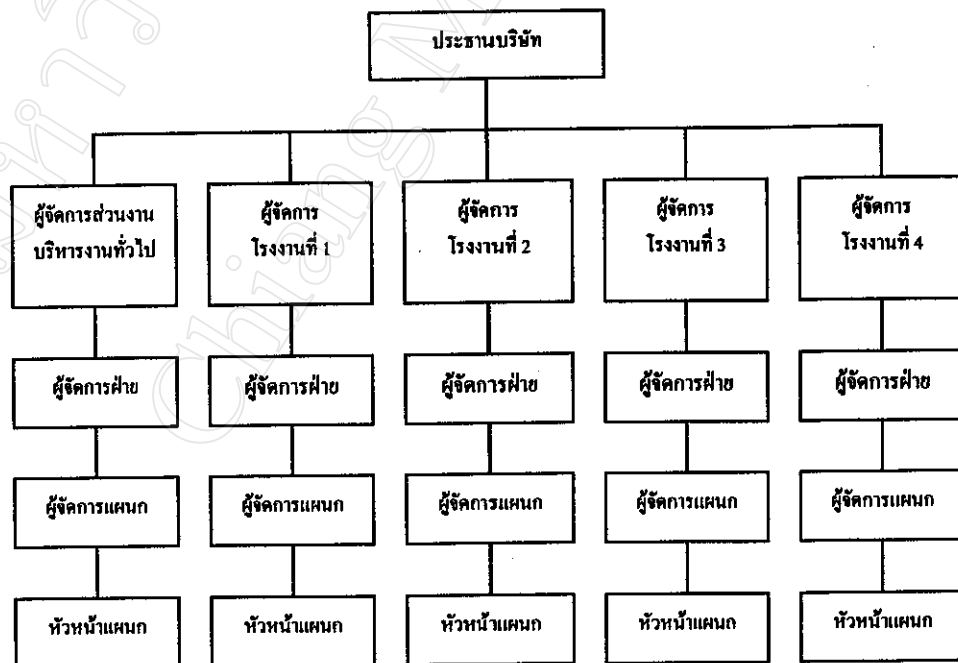 ประธานบริษัท
ผู้จัดการส่วนงาน
บริหารงานทั่วไป
ผู้จัดการ
โรงงานที่ 1
ผู้จัดการ
โรงงานที่ 2
ผู้จัดการ
โรงงานที่ 3
ผู้จัดการ
โรงงานที่ 4
ผู้จัดการฝ่าย
ผู้จัดการฝ่าย
ผู้จัดการฝ่าย
ผู้จัดการฝ่าย
ผู้จัดการฝ่าย
ผู้จัดการแผนก
ผู้จัดการแผนก
ผู้จัดการแผนก
ผู้จัดการแผนก
ผู้จัดการแผนก
หัวหน้าแผนก
หัวหน้าแผนก
หัวหน้าแผนก
หัวหน้าแผนก
หัวหน้าแผนก
Chiang M